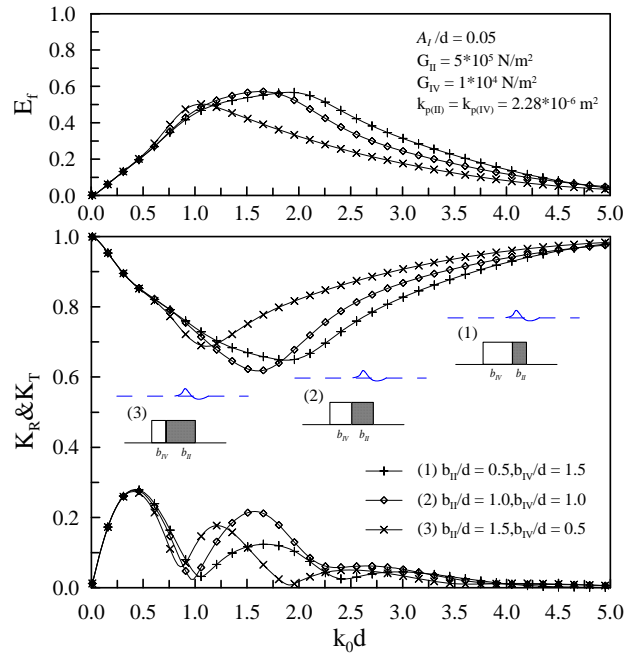 E_f
1.0
0.8
0.6
0.4
0.2
0.0
A_I/d = 0.05
G_II = 5*10^5 N/m^2
G_IV = 1*10^4 N/m^2
k_p(II) = k_p(IV) = 2.28*10^-6 m^2
0.0 0.5 1.0 1.5 2.0 2.5 3.0 3.5 4.0 4.5 5.0
K_R&K_T
1.0
0.8
0.6
0.4
0.2
0.0
(1)
b_IV b_II
(2)
b_IV b_II
(3)
b_IV b_II
(1) b_II/d = 0.5,b_IV/d = 1.5
(2) b_II/d = 1.0,b_IV/d = 1.0
(3) b_II/d = 1.5,b_IV/d = 0.5
0.0 0.5 1.0 1.5 2.0 2.5 3.0 3.5 4.0 4.5 5.0
k_0d